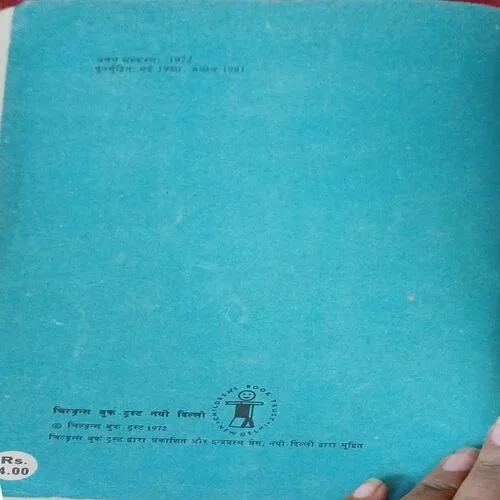 प्रथम संस्करण: 1972
पुनर्मुद्रित: मई 1980, अगस्त 1981
CHILDREN'S BOOK TRUST • NEW DELHI •
चिल्ड्रन्स बुक ट्रस्ट नयी दिल्ली
© चिल्ड्रन्स बुक ट्रस्ट 1972
चिल्ड्रन्स बुक ट्रस्ट द्वारा प्रकाशित और इन्द्रप्रस्थ प्रेस, नयी दिल्ली द्वारा मुद्रित
Rs.
4.00